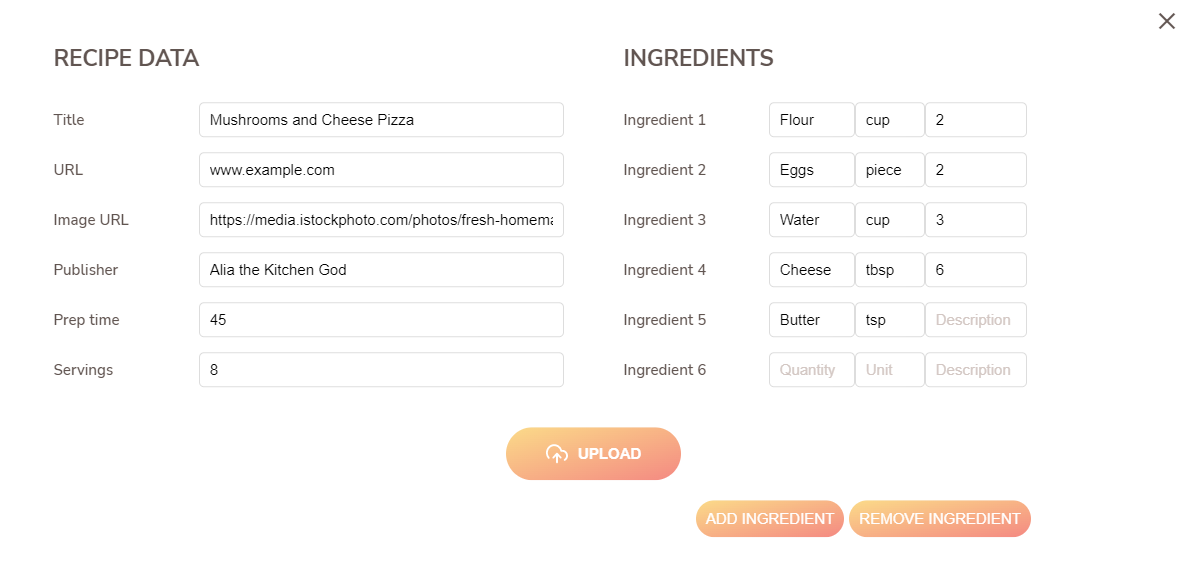 RECIPE DATA
Title Mushrooms and Cheese Pizza
URL www.example.com
Image URL https://media.istockphoto.com/photos/fresh-homema
Publisher Alia the Kitchen God
Prep time 45
Servings 8
INGREDIENTS
Ingredient 1 Flour cup 2
Ingredient 2 Eggs piece 2
Ingredient 3 Water cup 3
Ingredient 4 Cheese tbsp 6
Ingredient 5 Butter tsp Description
Ingredient 6 Quantity Unit Description
UPLOAD
ADD INGREDIENT REMOVE INGREDIENT